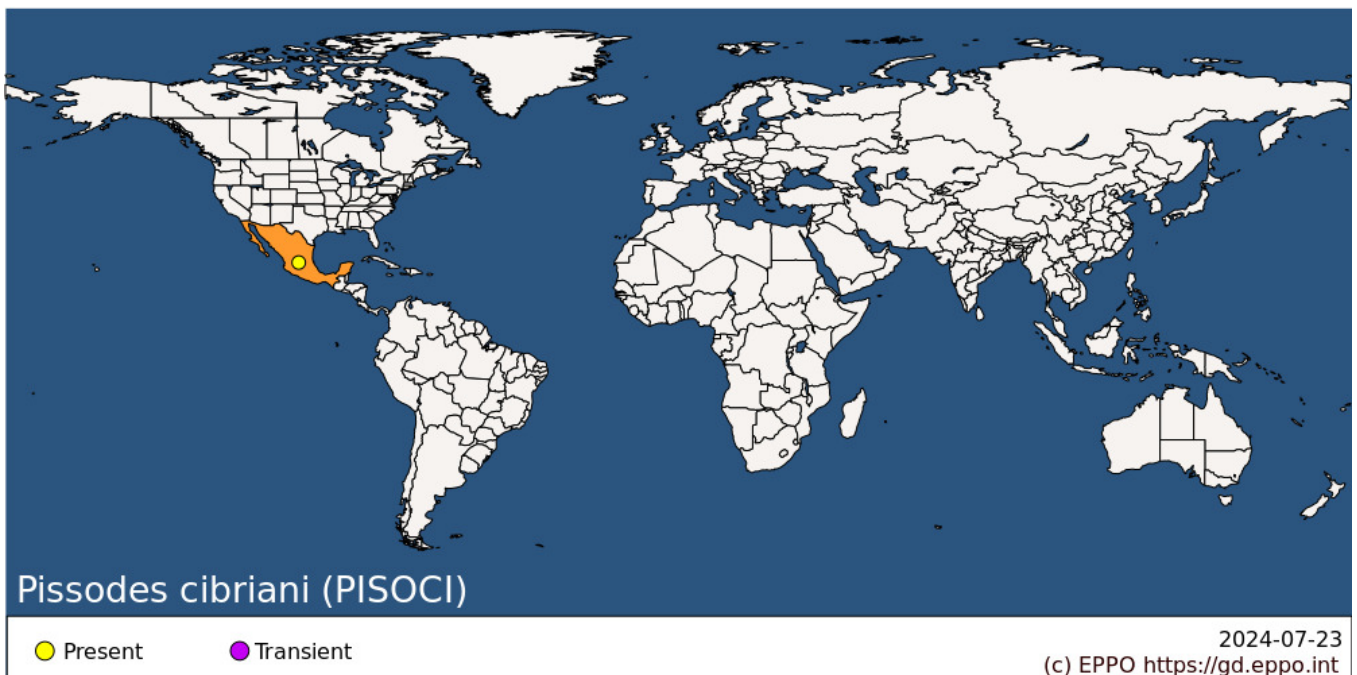 Pissodes cibriani (PISOCI)
Present
Transient
2024-07-23
(c) EPPO https://gd.eppo.int